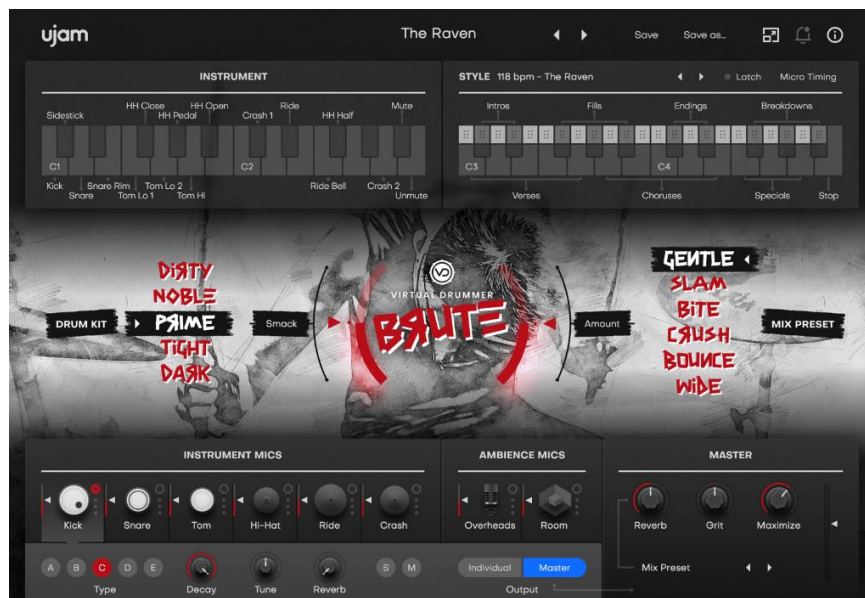 ujam
The Raven
Save
Save as...
INSTRUMENT
Sidestick
HH Close
HH Pedal
HH Open
Crash 1
Ride
HH Half
Mute
C1
C2
Kick
Snare
Snare Rim
Tom Lo 1
Tom Lo 2
Tom Hi
Ride Bell
Crash 2
Unmute
STYLE 118 bpm - The Raven
Latch
Micro Timing
Intros
Fills
Endings
Breakdowns
C3
C4
Verses
Choruses
Specials
Stop
DRUM KIT
DIRTY
NOBLE
PRIME
TIGHT
DARK
Smack
VD
VIRTUAL DRUMMER
BRUTE
Amount
GENTLE
SLAM
BITE
CRUSH
BOUNCE
WIDE
MIX PRESET
INSTRUMENT MICS
Kick
Snare
Tom
Hi-Hat
Ride
Crash
AMBIENCE MICS
Overheads
Room
MASTER
Reverb
Grit
Maximize
A B C D E
Type
Decay
Tune
Reverb
S M
Individual
Master
Output
Mix Preset